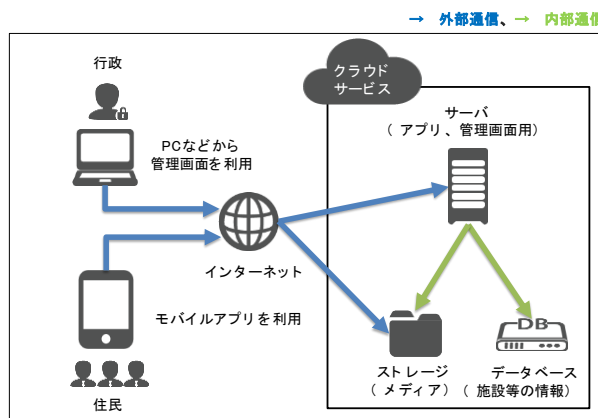 → 外部通信、→ 内部通信
クラウド
サービス
行政
PCなどから
管理画面を利用
サーバ
( アプリ、管理画面用)
インターネット
モバイルアプリを利用
住民
ストレージ
( メディア)
DB
データベース
( 施設等の情報)